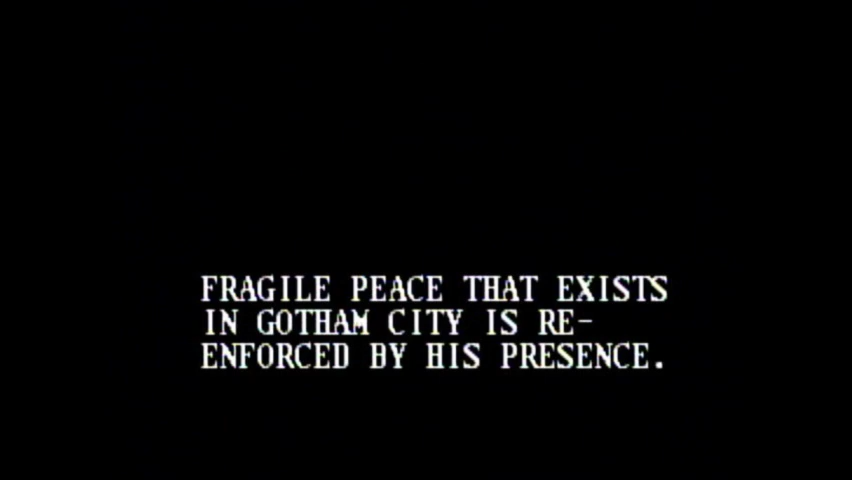 FRAGILE PEACE THAT EXISTS
IN GOTHAM CITY IS RE-
ENFORCED BY HIS PRESENCE.